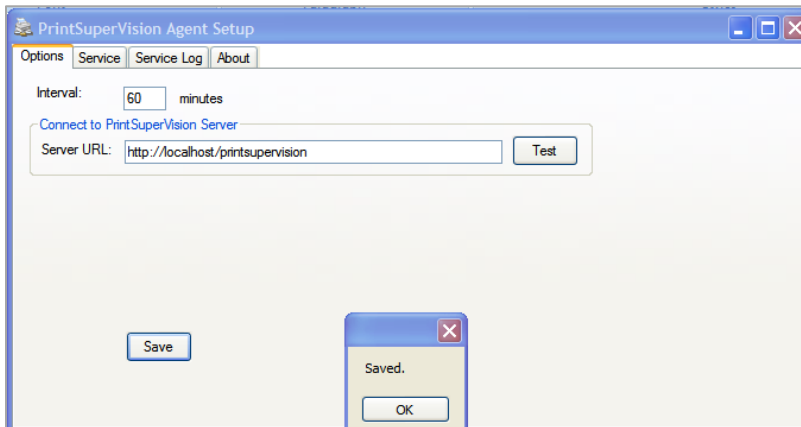 PrintSuperVision Agent Setup
Options Service Service Log About
Interval: 60 minutes
Connect to PrintSuperVision Server
Server URL: http://localhost/printsupervision Test
Save
Saved.
OK